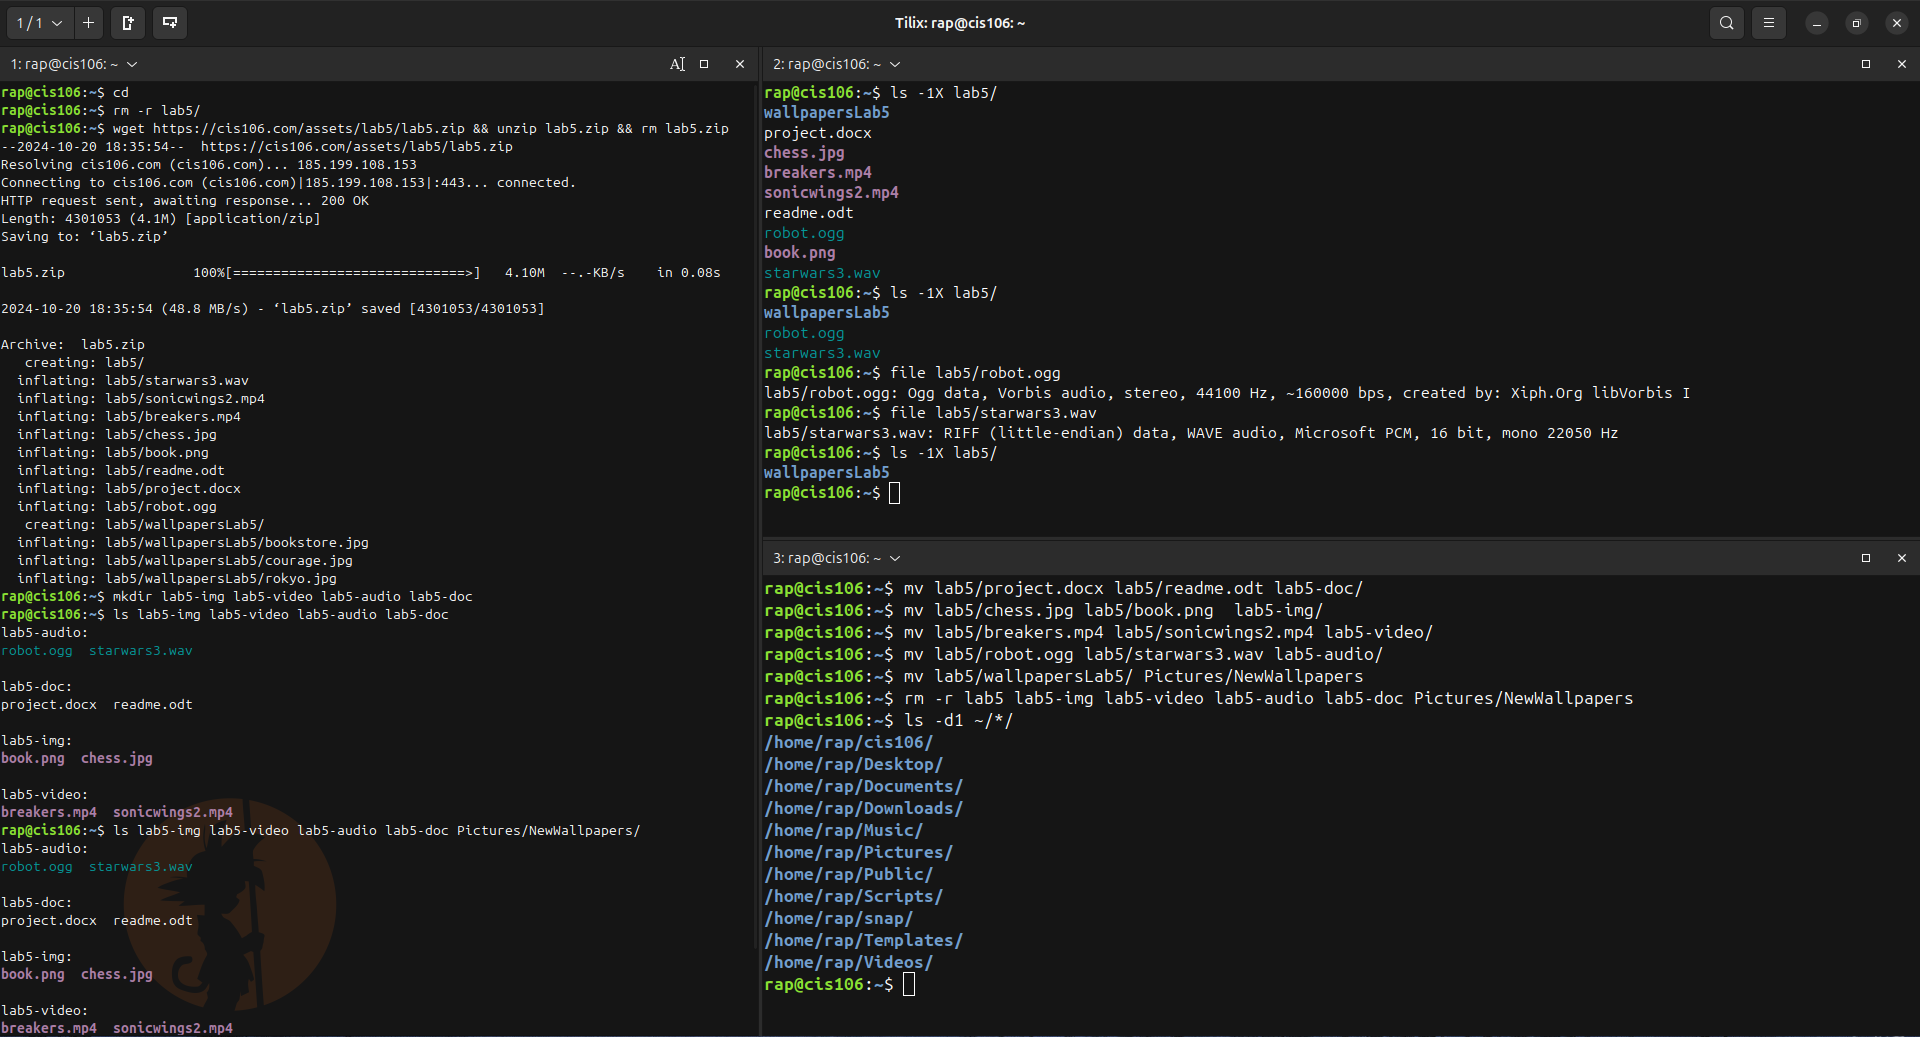 1 / 1
Tilix: rap@cis106: ~
1: rap@cis106: ~
rap@cis106:~$ cd
rap@cis106:~$ rm -r lab5/
rap@cis106:~$ wget https://cis106.com/assets/lab5/lab5.zip && unzip lab5.zip && rm lab5.zip
--2024-10-20 18:35:54--  https://cis106.com/assets/lab5/lab5.zip
Resolving cis106.com (cis106.com)... 185.199.108.153
Connecting to cis106.com (cis106.com)|185.199.108.153|:443... connected.
HTTP request sent, awaiting response... 200 OK
Length: 4301053 (4.1M) [application/zip]
Saving to: ‘lab5.zip’
lab5.zip                100%[=============================>]   4.10M  --.-KB/s    in 0.08s
2024-10-20 18:35:54 (48.8 MB/s) - ‘lab5.zip’ saved [4301053/4301053]
Archive:  lab5.zip
   creating: lab5/
  inflating: lab5/starwars3.wav
  inflating: lab5/sonicwings2.mp4
  inflating: lab5/breakers.mp4
  inflating: lab5/chess.jpg
  inflating: lab5/book.png
  inflating: lab5/readme.odt
  inflating: lab5/project.docx
  inflating: lab5/robot.ogg
   creating: lab5/wallpapersLab5/
  inflating: lab5/wallpapersLab5/bookstore.jpg
  inflating: lab5/wallpapersLab5/courage.jpg
  inflating: lab5/wallpapersLab5/rokyo.jpg
rap@cis106:~$ mkdir lab5-img lab5-video lab5-audio lab5-doc
rap@cis106:~$ ls lab5-img lab5-video lab5-audio lab5-doc
lab5-audio:
robot.ogg  starwars3.wav
lab5-doc:
project.docx  readme.odt
lab5-img:
book.png  chess.jpg
lab5-video:
breakers.mp4  sonicwings2.mp4
rap@cis106:~$ ls lab5-img lab5-video lab5-audio lab5-doc Pictures/NewWallpapers/
lab5-audio:
robot.ogg  starwars3.wav
lab5-doc:
project.docx  readme.odt
lab5-img:
book.png  chess.jpg
lab5-video:
breakers.mp4  sonicwings2.mp4
2: rap@cis106: ~
rap@cis106:~$ ls -1X lab5/
wallpapersLab5
project.docx
chess.jpg
breakers.mp4
sonicwings2.mp4
readme.odt
robot.ogg
book.png
starwars3.wav
rap@cis106:~$ ls -1X lab5/
wallpapersLab5
robot.ogg
starwars3.wav
rap@cis106:~$ file lab5/robot.ogg
lab5/robot.ogg: Ogg data, Vorbis audio, stereo, 44100 Hz, ~160000 bps, created by: Xiph.Org libVorbis I
rap@cis106:~$ file lab5/starwars3.wav
lab5/starwars3.wav: RIFF (little-endian) data, WAVE audio, Microsoft PCM, 16 bit, mono 22050 Hz
rap@cis106:~$ ls -1X lab5/
wallpapersLab5
rap@cis106:~$
3: rap@cis106: ~
rap@cis106:~$ mv lab5/project.docx lab5/readme.odt lab5-doc/
rap@cis106:~$ mv lab5/chess.jpg lab5/book.png  lab5-img/
rap@cis106:~$ mv lab5/breakers.mp4 lab5/sonicwings2.mp4 lab5-video/
rap@cis106:~$ mv lab5/robot.ogg lab5/starwars3.wav lab5-audio/
rap@cis106:~$ mv lab5/wallpapersLab5/ Pictures/NewWallpapers
rap@cis106:~$ rm -r lab5 lab5-img lab5-video lab5-audio lab5-doc Pictures/NewWallpapers
rap@cis106:~$ ls -d1 ~/*/
/home/rap/cis106/
/home/rap/Desktop/
/home/rap/Documents/
/home/rap/Downloads/
/home/rap/Music/
/home/rap/Pictures/
/home/rap/Public/
/home/rap/Scripts/
/home/rap/snap/
/home/rap/Templates/
/home/rap/Videos/
rap@cis106:~$